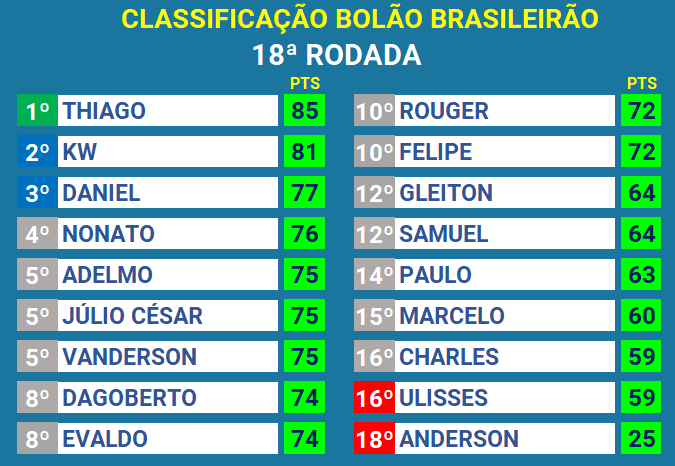 CLASSIFICAÇÃO BOLÃO BRASILEIRÃO
18ª RODADA
PTS
1º THIAGO 85
2º KW 81
3º DANIEL 77
4º NONATO 76
5º ADELMO 75
5º JÚLIO CÉSAR 75
5º VANDERSON 75
8º DAGOBERTO 74
8º EVALDO 74
PTS
10º ROUGER 72
10º FELIPE 72
12º GLEITON 64
12º SAMUEL 64
14º PAULO 63
15º MARCELO 60
16º CHARLES 59
16º ULISSES 59
18º ANDERSON 25